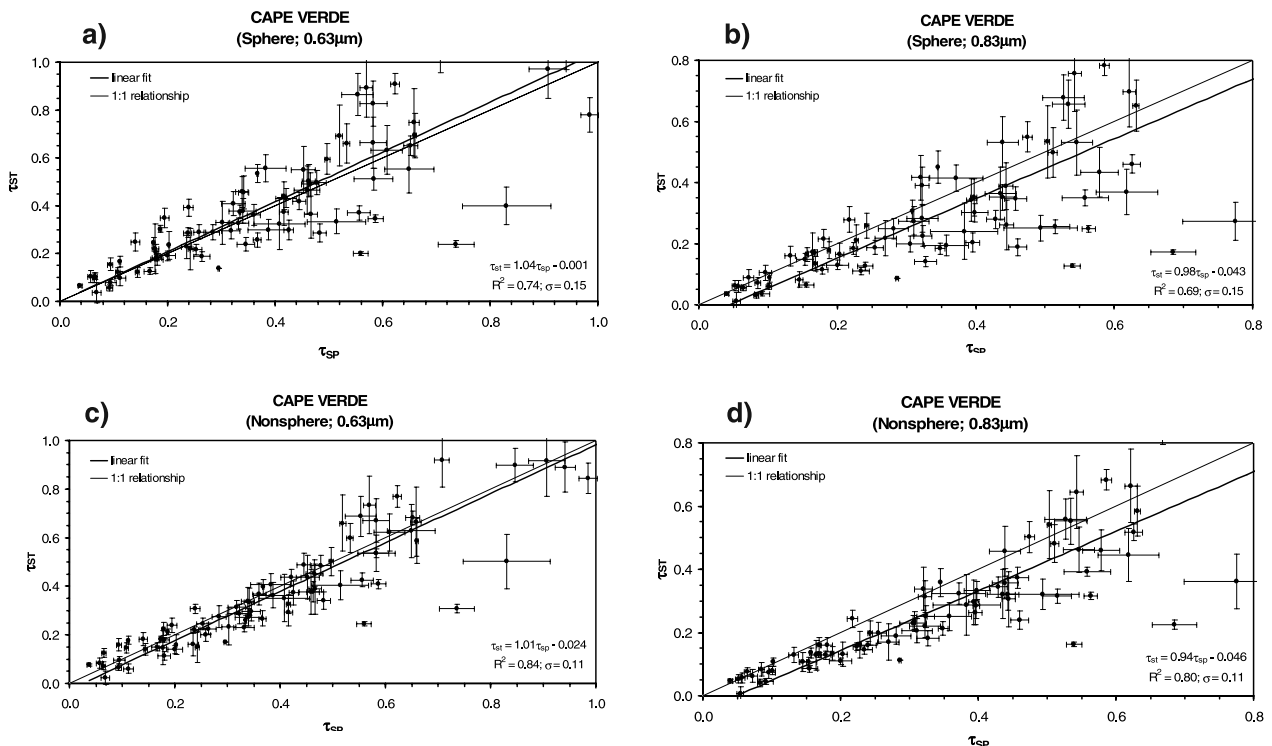 a)
CAPE VERDE
(Sphere; 0.63µm)
1.0
0.8
0.6
0.4
0.2
0.0
τST
linear fit
1:1 relationship
τst = 1.04τsp - 0.001
R² = 0.74; σ = 0.15
0.0 0.2 0.4 0.6 0.8 1.0
τSP
b)
CAPE VERDE
(Sphere; 0.83µm)
0.8
0.6
0.4
0.2
0.0
τST
linear fit
1:1 relationship
τst = 0.98τsp - 0.043
R² = 0.69; σ = 0.15
0.0 0.2 0.4 0.6 0.8
τSP
c)
CAPE VERDE
(Nonsphere; 0.63µm)
1.0
0.8
0.6
0.4
0.2
0.0
τST
linear fit
1:1 relationship
τst = 1.01τsp - 0.024
R² = 0.84; σ = 0.11
0.0 0.2 0.4 0.6 0.8 1.0
τSP
d)
CAPE VERDE
(Nonsphere; 0.83µm)
0.8
0.6
0.4
0.2
0.0
τST
linear fit
1:1 relationship
τst = 0.94τsp - 0.046
R² = 0.80; σ = 0.11
0.0 0.2 0.4 0.6 0.8
τSP